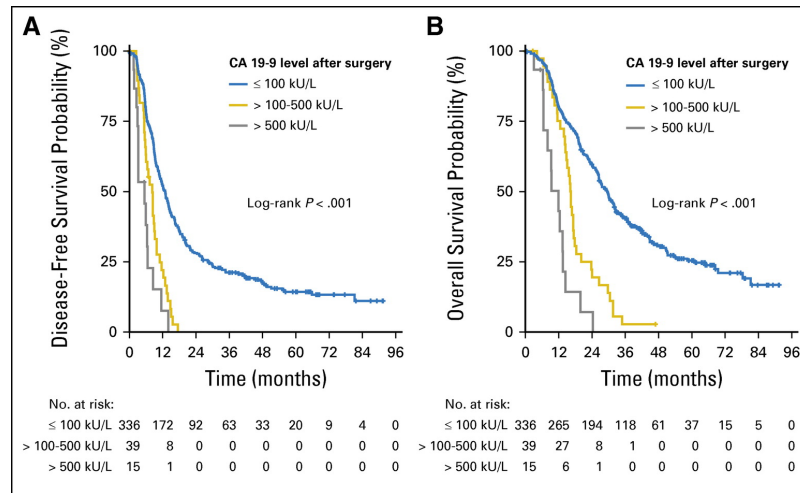 A
Disease-Free Survival Probability (%)
100
75
50
25
0
CA 19-9 level after surgery
≤ 100 kU/L
> 100-500 kU/L
> 500 kU/L
Log-rank P < .001
0 12 24 36 48 60 72 84 96
Time (months)
No. at risk:
≤ 100 kU/L 336 172 92 63 33 20 9 4 0
> 100-500 kU/L 39 8 0 0 0 0 0 0 0
> 500 kU/L 15 1 0 0 0 0 0 0 0
B
Overall Survival Probability (%)
100
75
50
25
0
CA 19-9 level after surgery
≤ 100 kU/L
> 100-500 kU/L
> 500 kU/L
Log-rank P < .001
0 12 24 36 48 60 72 84 96
Time (months)
No. at risk:
≤ 100 kU/L 336 265 194 118 61 37 15 5 0
> 100-500 kU/L 39 27 8 1 0 0 0 0 0
> 500 kU/L 15 6 1 0 0 0 0 0 0